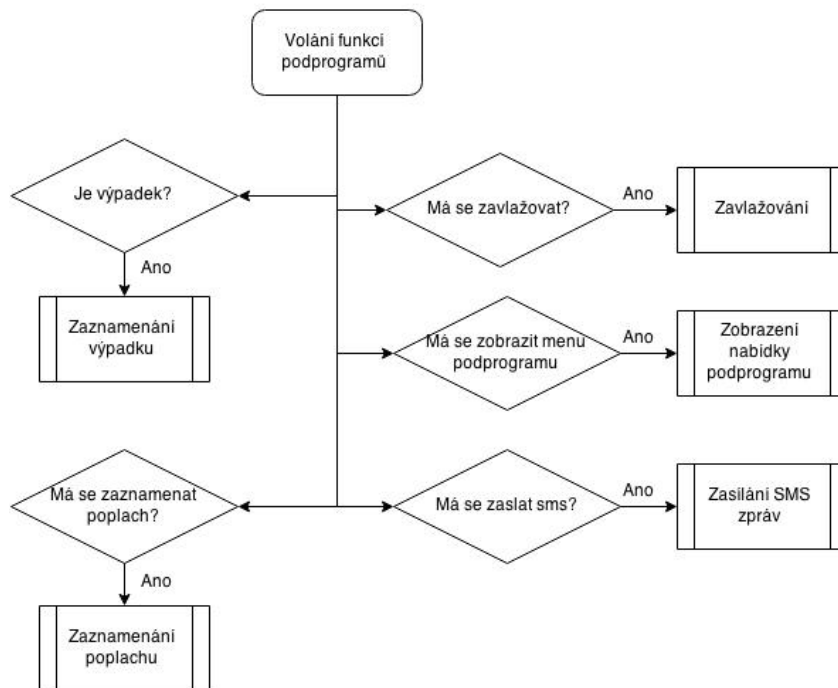 Volání funkcí
podprogramů
Je výpadek?
Ano
Zaznamenání
výpadku
Má se zavlažovat?
Ano
Zavlažování
Má se zobrazit menu
podprogramu
Ano
Zobrazení
nabídky
podprogramu
Má se zaznamenat
poplach?
Ano
Zaznamenání
poplachu
Má se zaslat sms?
Ano
Zasílání SMS
zpráv